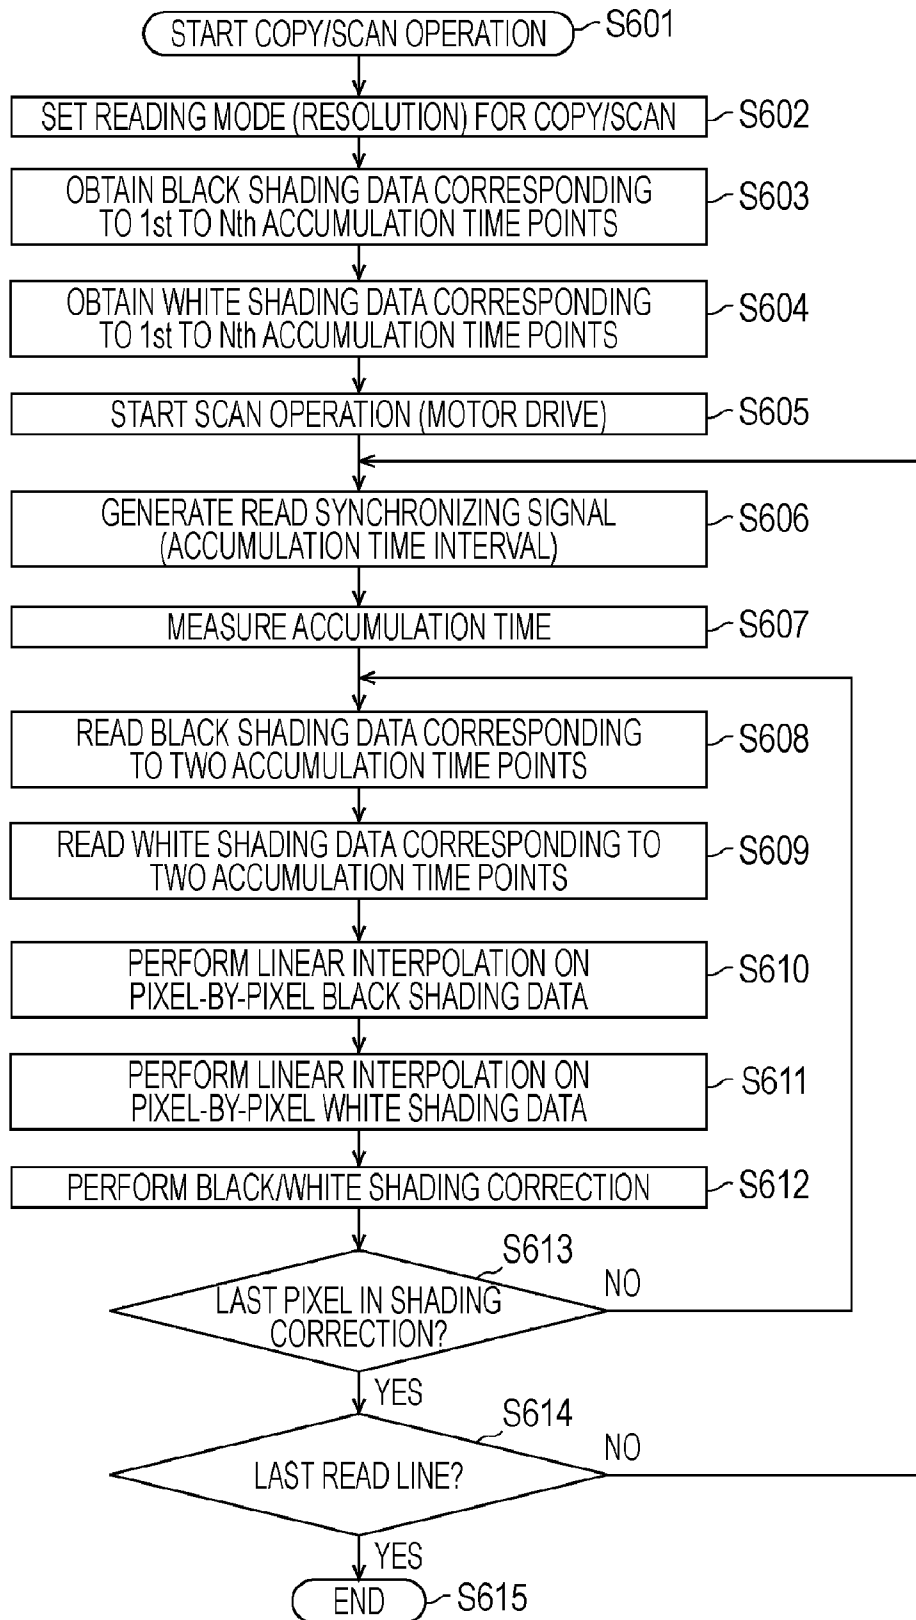 START COPY/SCAN OPERATION S601
SET READING MODE (RESOLUTION) FOR COPY/SCAN S602
OBTAIN BLACK SHADING DATA CORRESPONDING
TO 1st TO Nth ACCUMULATION TIME POINTS
S603
OBTAIN WHITE SHADING DATA CORRESPONDING
TO 1st TO Nth ACCUMULATION TIME POINTS
S604
START SCAN OPERATION (MOTOR DRIVE) S605
GENERATE READ SYNCHRONIZING SIGNAL
(ACCUMULATION TIME INTERVAL)
S606
MEASURE ACCUMULATION TIME S607
READ BLACK SHADING DATA CORRESPONDING
TO TWO ACCUMULATION TIME POINTS
S608
READ WHITE SHADING DATA CORRESPONDING TO
TWO ACCUMULATION TIME POINTS
S609
PERFORM LINEAR INTERPOLATION ON
PIXEL-BY-PIXEL BLACK SHADING DATA
S610
PERFORM LINEAR INTERPOLATION ON
PIXEL-BY-PIXEL WHITE SHADING DATA
S611
PERFORM BLACK/WHITE SHADING CORRECTION S612
S613
LAST PIXEL IN SHADING
CORRECTION?
NO
YES
S614
LAST READ LINE?
NO
YES
END S615